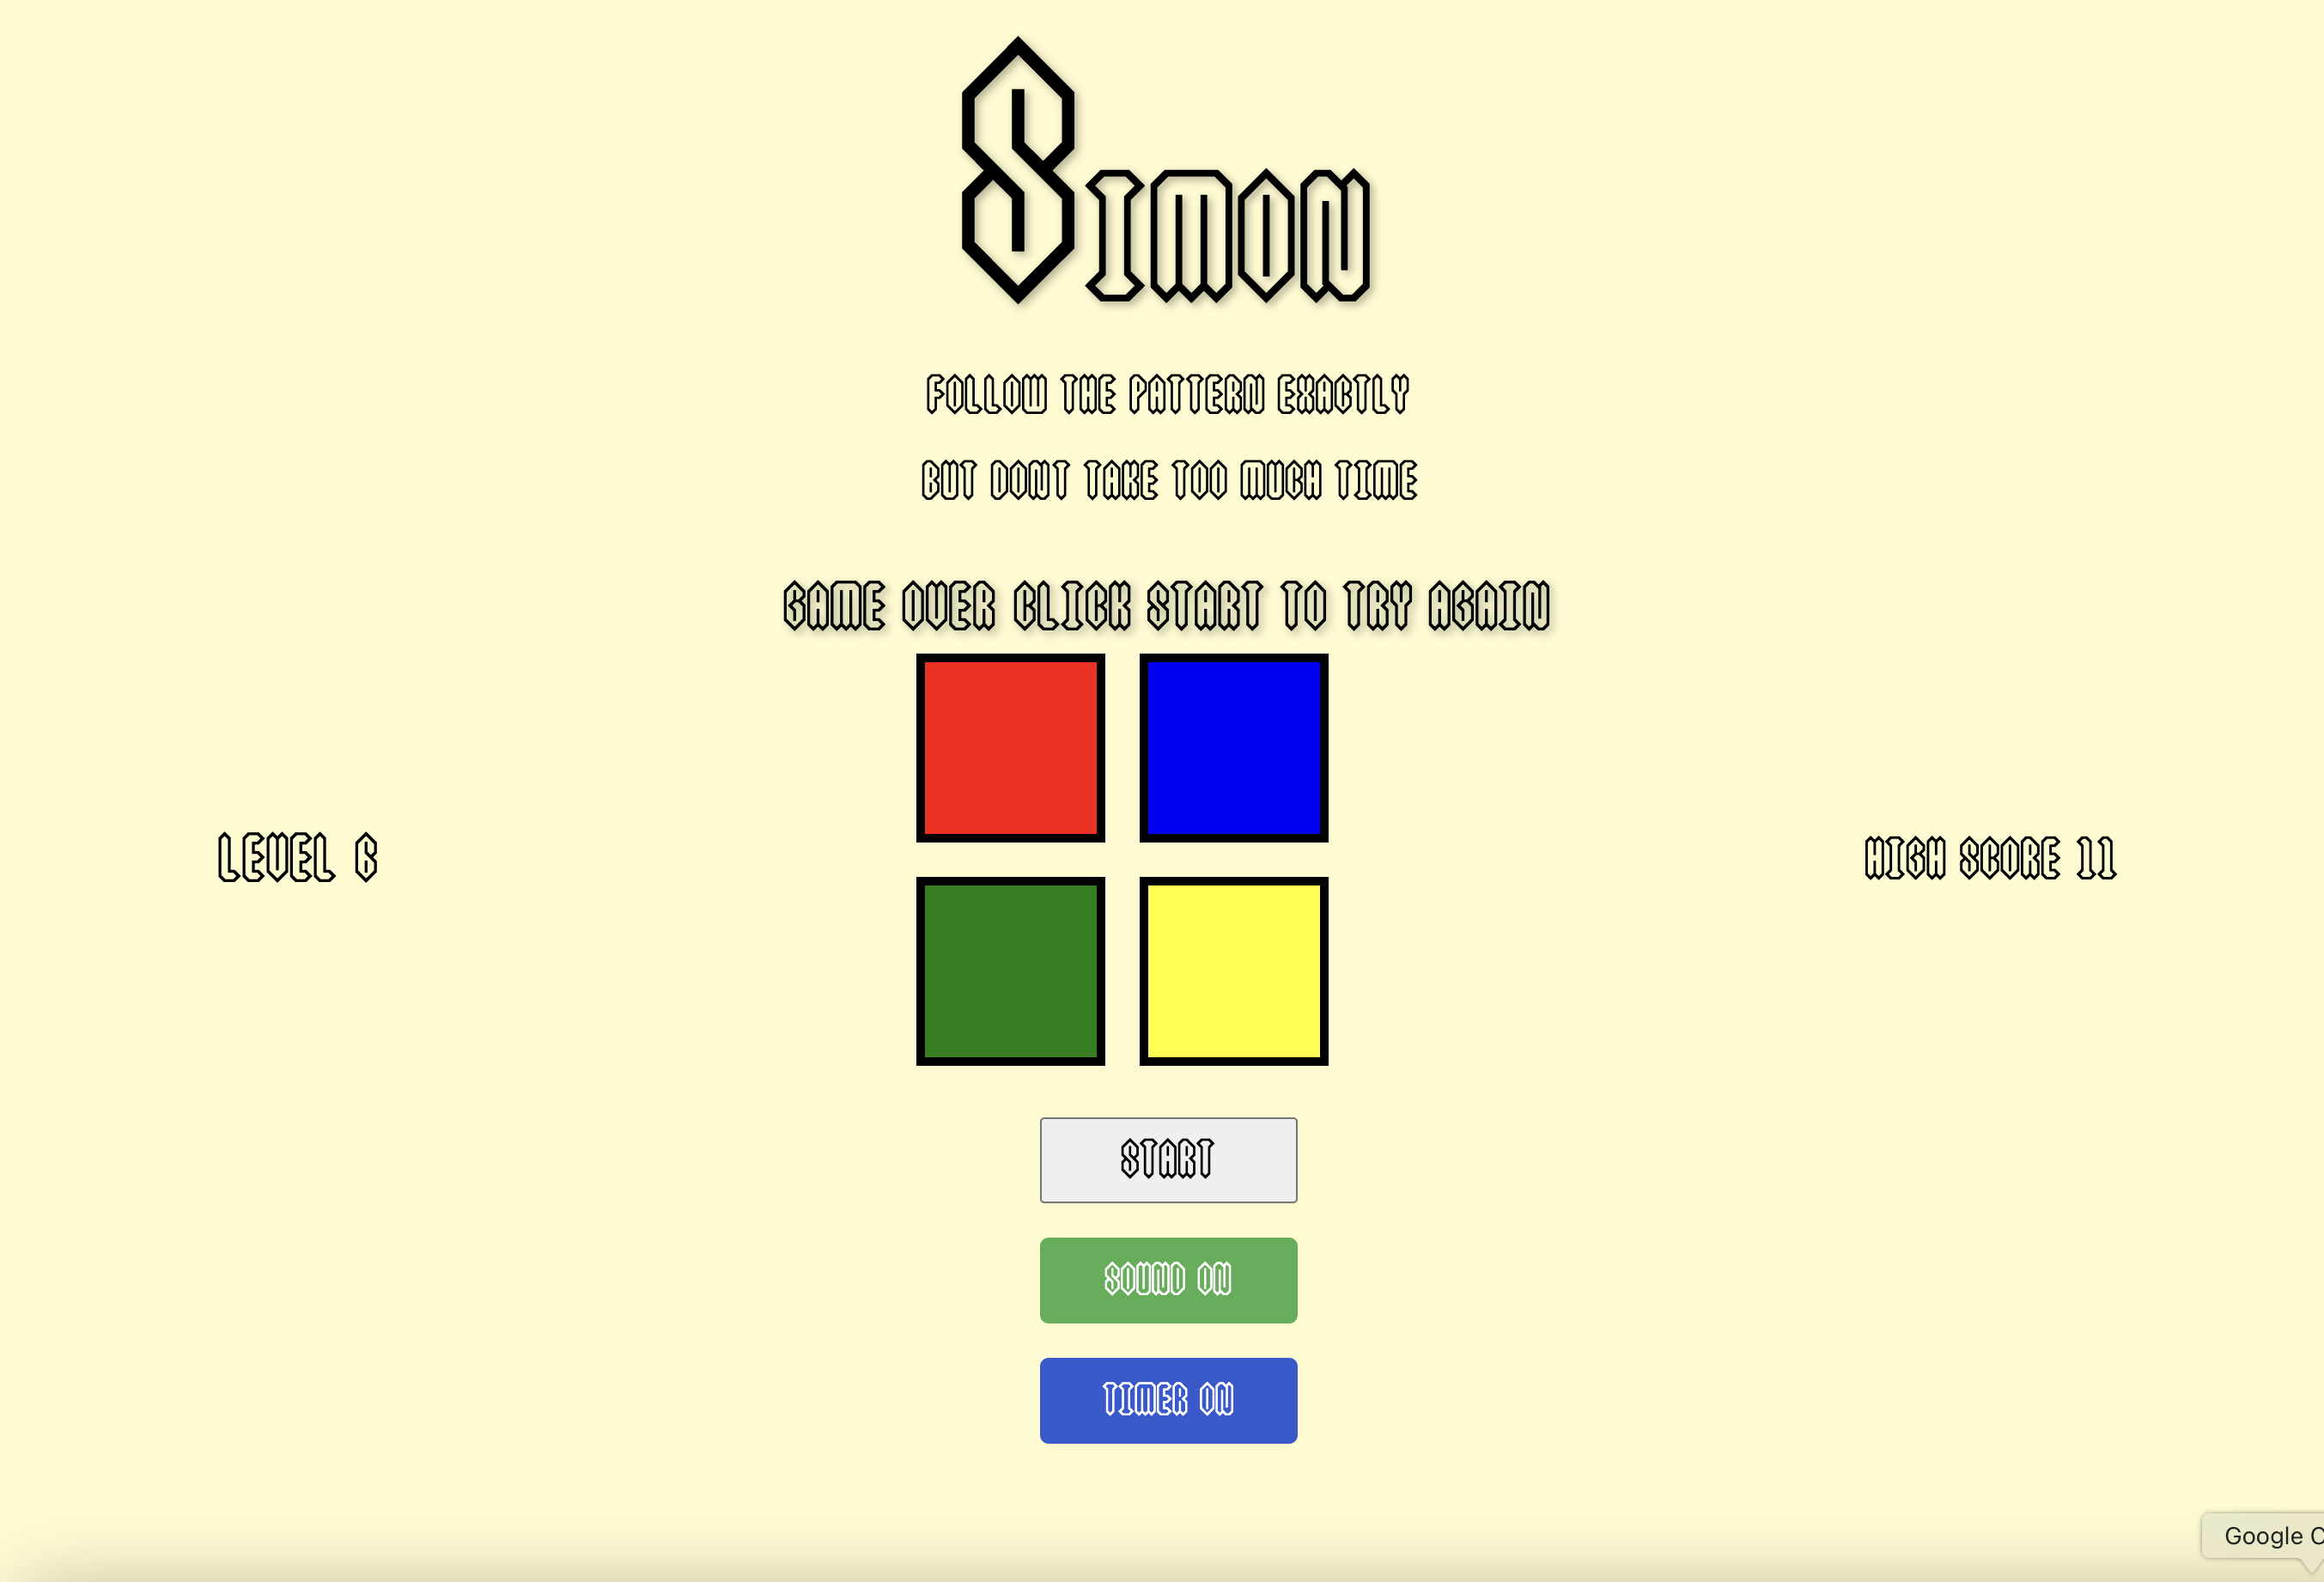 SIMON
FOLLOW THE PATTERN EXACTLY
BUT DONT TAKE TOO MUCH TIME
GAME OVER CLICK START TO TRY AGAIN
LEVEL 6
HIGH SCORE 11
START
SOUND ON
TIMER ON
Google